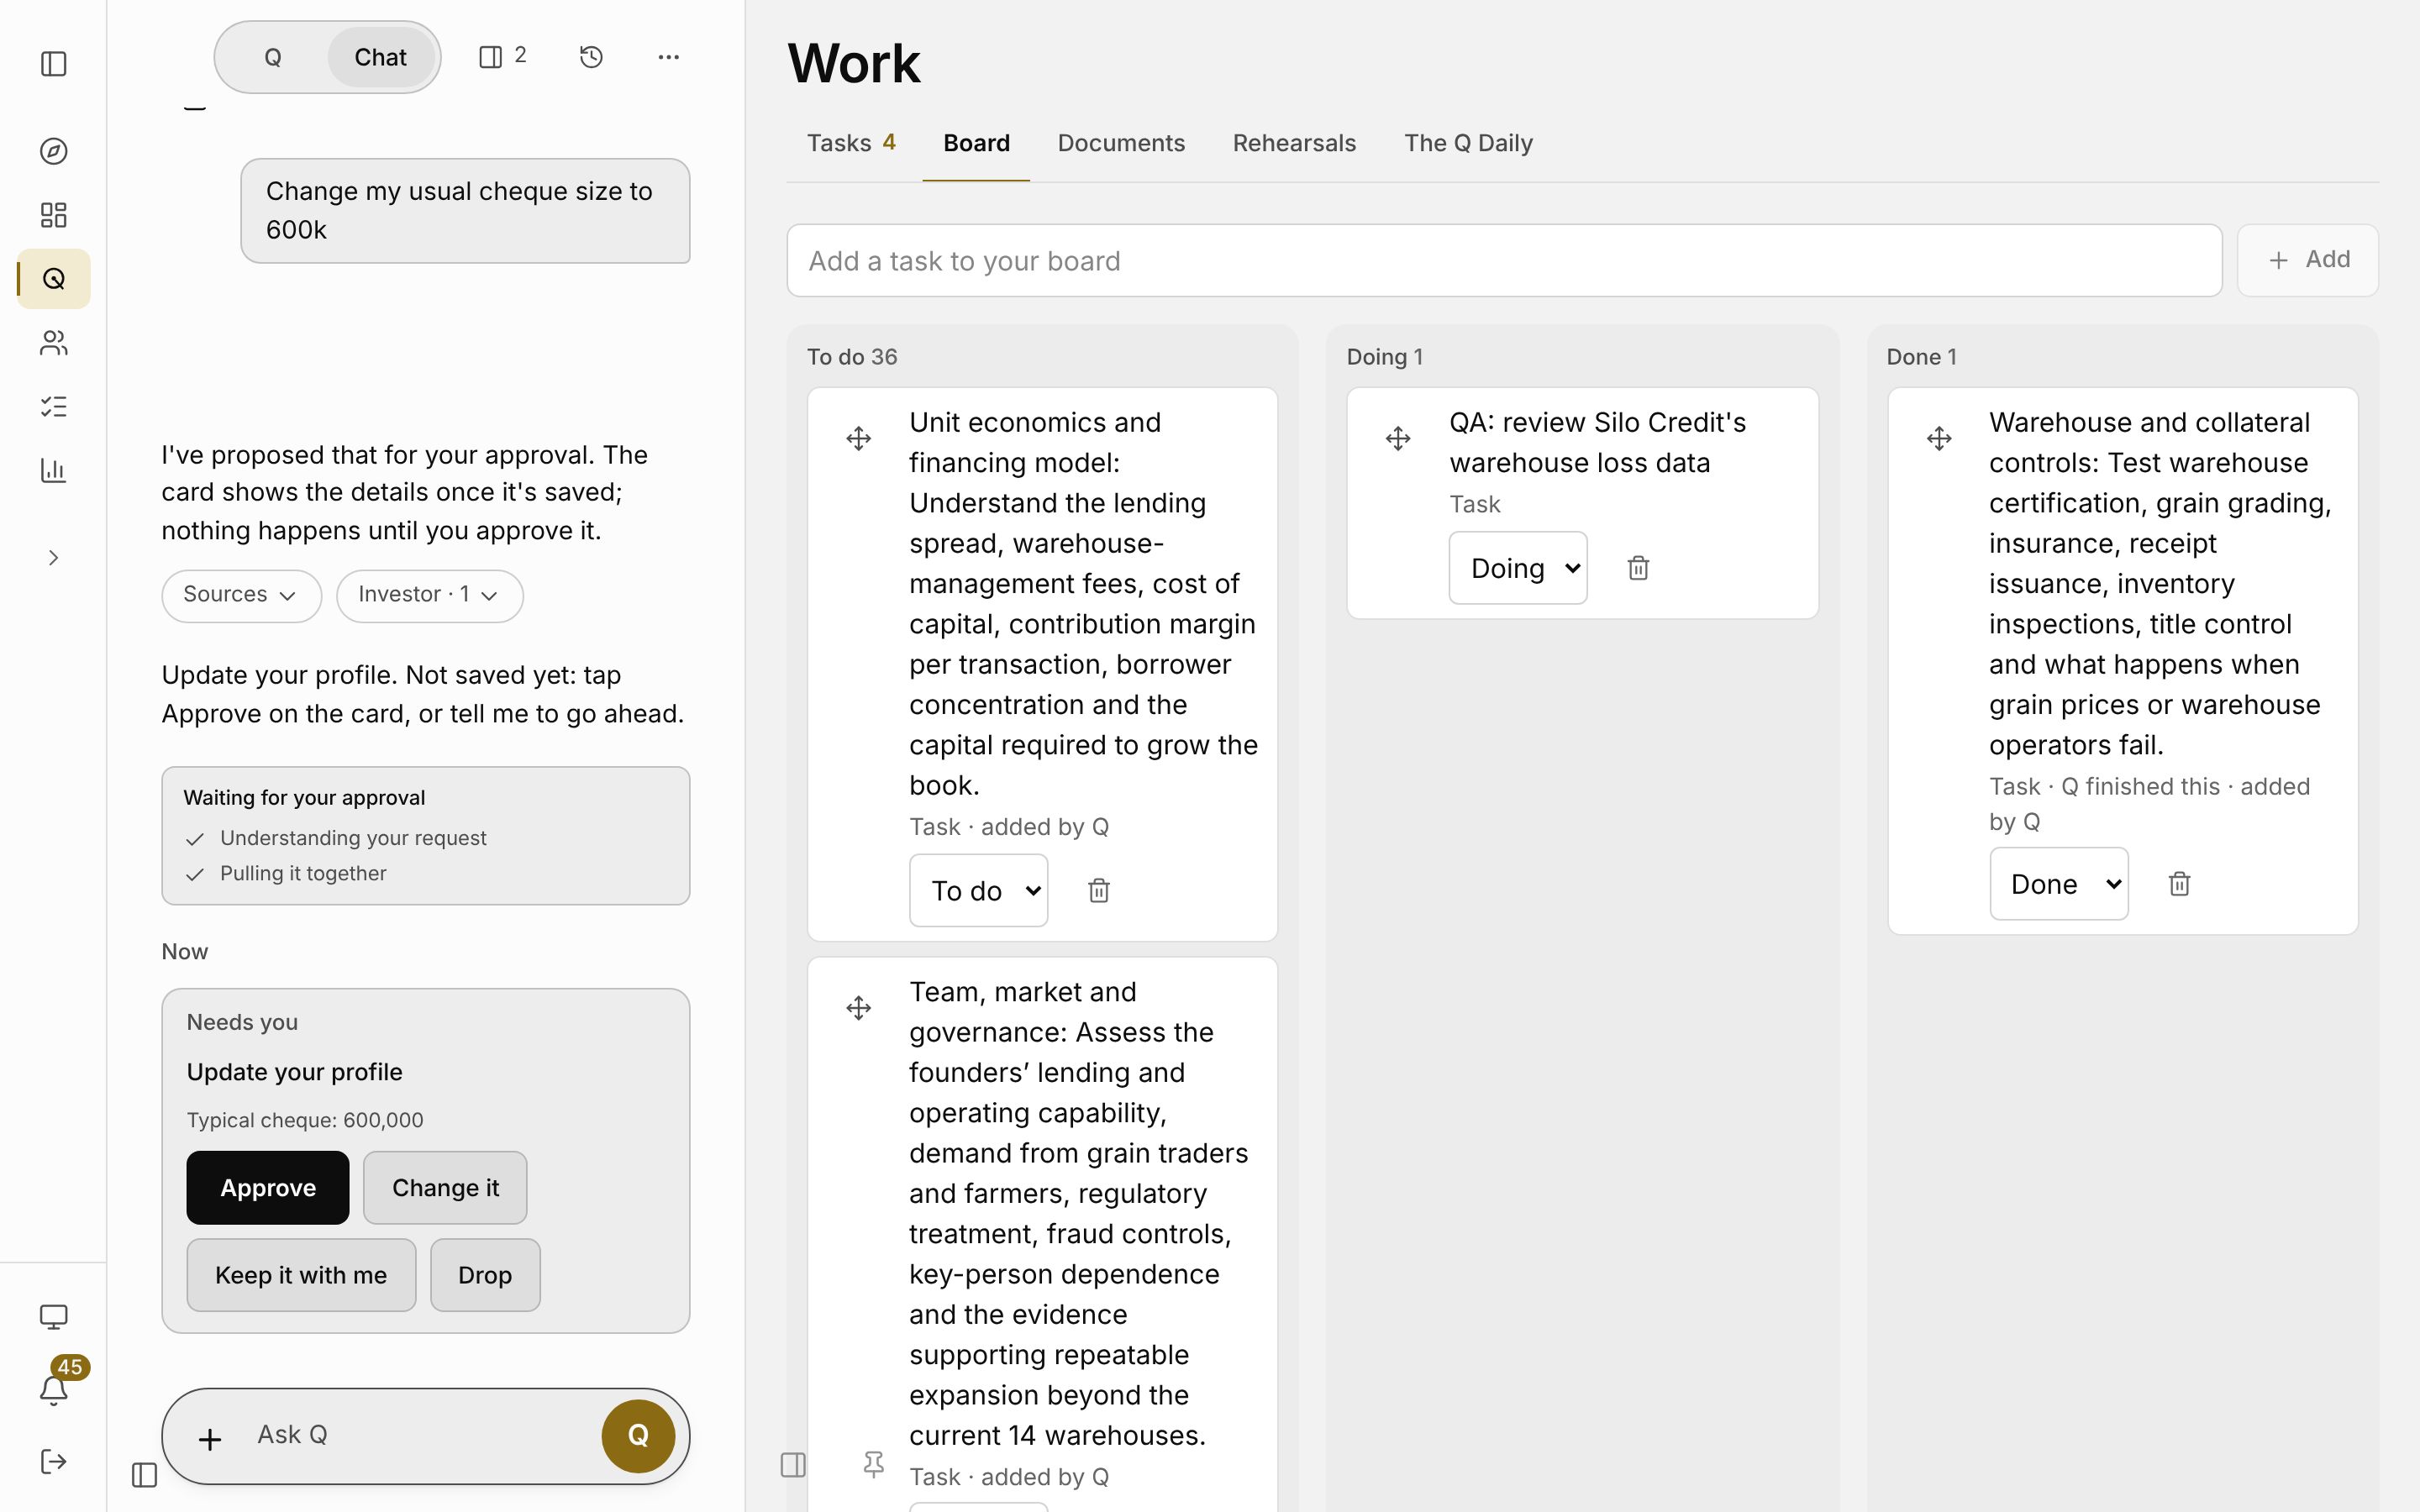 Q
Chat
2
Change my usual cheque size to
600k
I've proposed that for your approval. The
card shows the details once it's saved;
nothing happens until you approve it.
Sources
Investor · 1
Update your profile. Not saved yet: tap
Approve on the card, or tell me to go ahead.
Waiting for your approval
Understanding your request
Pulling it together
Now
Needs you
Update your profile
Typical cheque: 600,000
Approve
Change it
Keep it with me
Drop
Ask Q
Q
45
Work
Tasks 4
Board
Documents
Rehearsals
The Q Daily
Add a task to your board
Add
To do 36
Unit economics and
financing model:
Understand the lending
spread, warehouse-
management fees, cost of
capital, contribution margin
per transaction, borrower
concentration and the
capital required to grow the
book.
Task · added by Q
To do
Team, market and
governance: Assess the
founders’ lending and
operating capability,
demand from grain traders
and farmers, regulatory
treatment, fraud controls,
key-person dependence
and the evidence
supporting repeatable
expansion beyond the
current 14 warehouses.
Task · added by Q
Doing 1
QA: review Silo Credit's
warehouse loss data
Task
Doing
Done 1
Warehouse and collateral
controls: Test warehouse
certification, grain grading,
insurance, receipt
issuance, inventory
inspections, title control
and what happens when
grain prices or warehouse
operators fail.
Task · Q finished this · added
by Q
Done